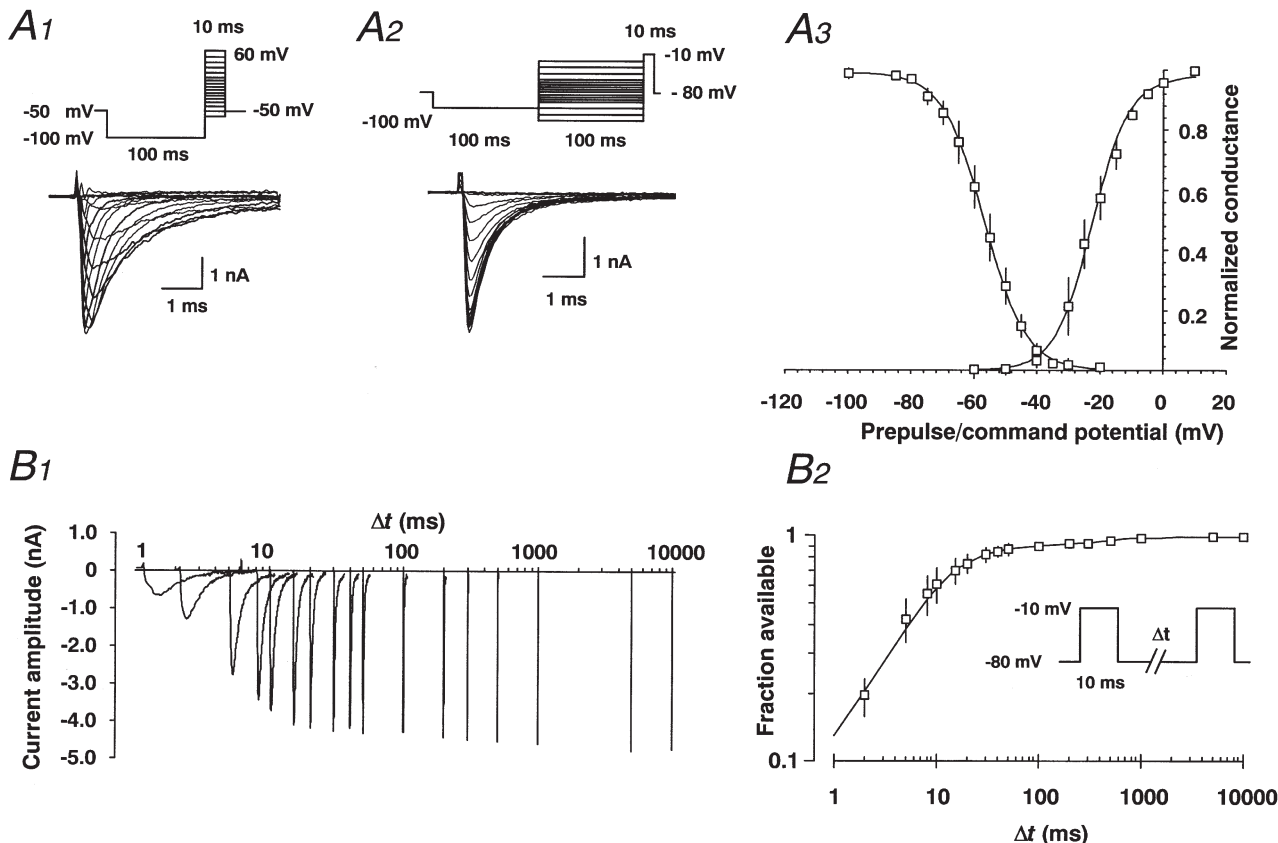 A1
10 ms
60 mV
-50 mV
-50 mV
-100 mV
100 ms
1 nA
1 ms
A2
10 ms
-10 mV
- 80 mV
-100 mV
100 ms
100 ms
1 nA
1 ms
A3
0.8
0.6
0.4
0.2
Normalized conductance
-120 -100 -80 -60 -40 -20 0 20
Prepulse/command potential (mV)
B1
Δt (ms)
1 10 100 1000 10000
1.0
0
-1.0
-2.0
-3.0
-4.0
-5.0
Current amplitude (nA)
B2
1
0.1
Fraction available
-10 mV
Δt
-80 mV
10 ms
1 10 100 1000 10000
Δt (ms)